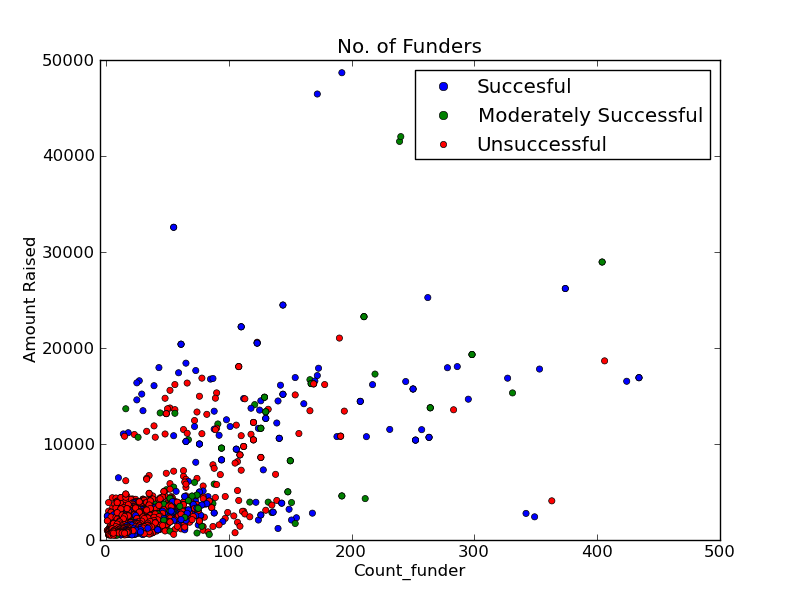 No. of Funders
50000
40000
30000
20000
10000
0
Amount Raised
Succesful
Moderately Successful
Unsuccessful
0 100 200 300 400 500
Count_funder